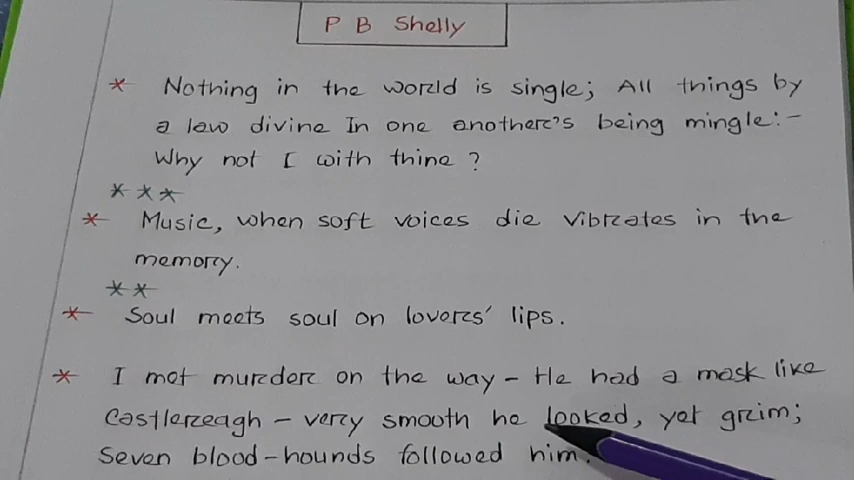 P B Shelly
* Nothing in the world is single; All things by
a law divine In one another's being mingle:-
Why not I with thine ?
***
* Music, when soft voices die vibrates in the
memory.
**
* Soul meets soul on lovers' lips.
* I met murder on the way - He had a mask like
Castlereagh - very smooth he looked, yet grim;
Seven blood-hounds followed him.